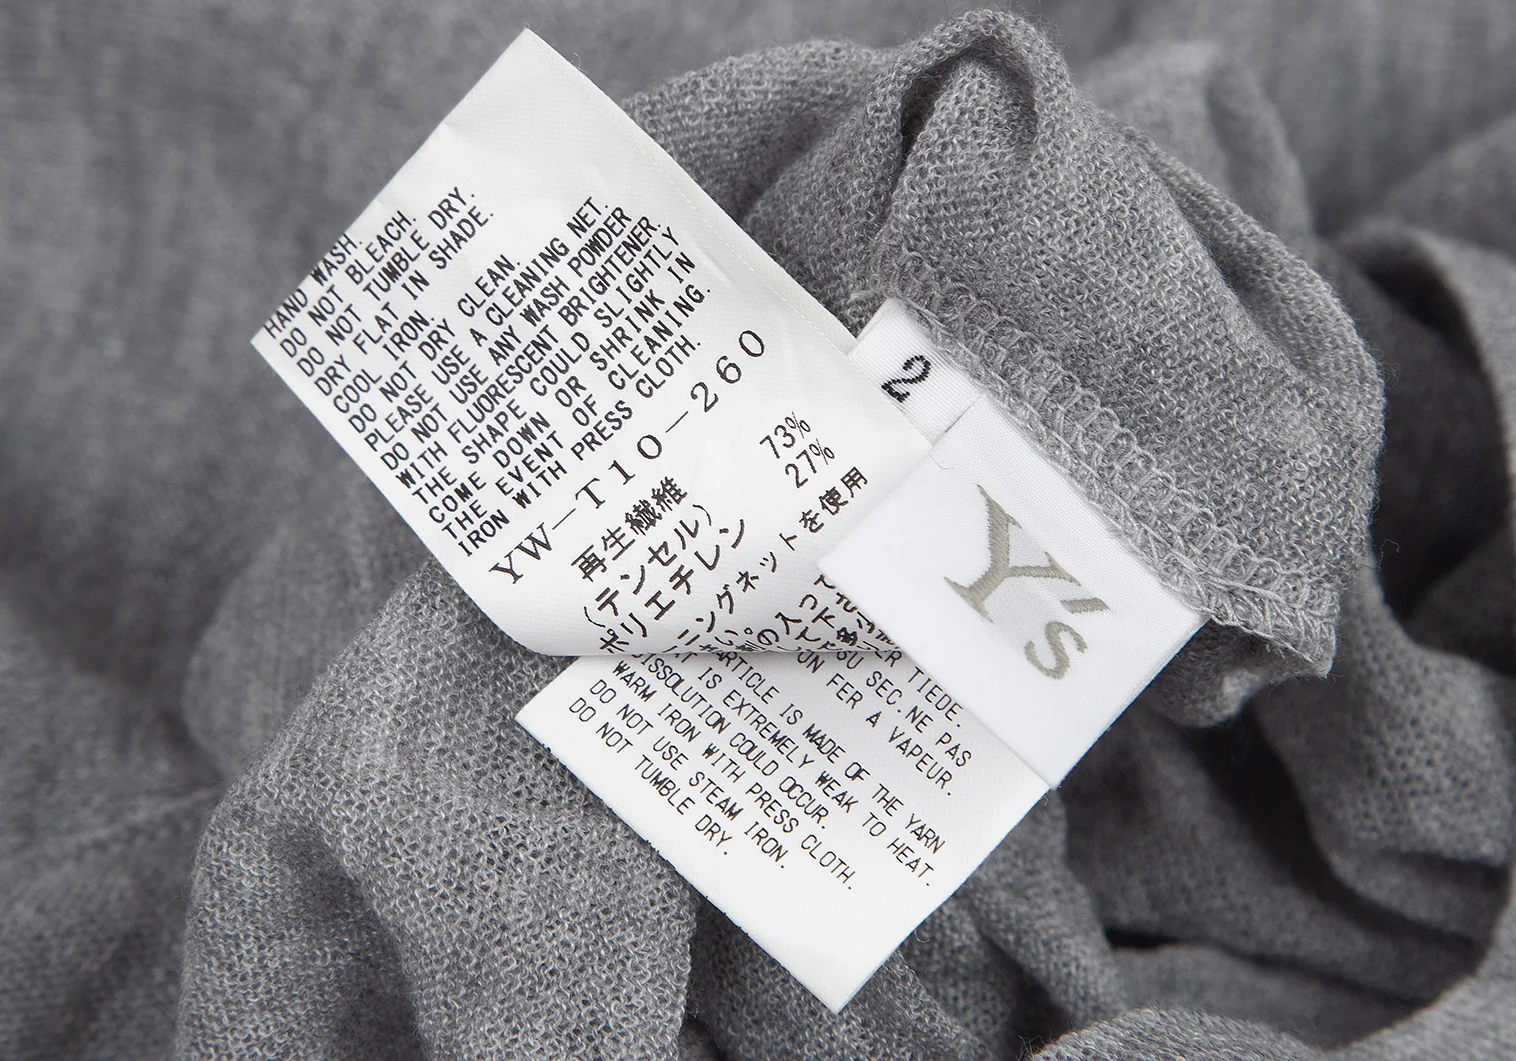 HAND WASH.
DO NOT BLEACH.
DO NOT TUMBLE DRY.
DRY FLAT IN SHADE.
COOL IRON.
DO NOT DRY CLEAN.
PLEASE USE A CLEANING NET.
DO NOT USE ANY WASH POWDER
WITH FLUORESCENT BRIGHTENER.
THE SHAPE COULD SLIGHTLY
COME DOWN OR SHRINK IN
THE EVENT OF CLEANING.
IRON WITH PRESS CLOTH.
YW-T10-260
再生繊維 73%
(テンセル)
ポリエチレン 27%
ニングネットを使用
2
Y's
TIEDE.
SEC.NE PAS
UN FER A VAPEUR.
ARTICLE IS MADE OF THE YARN
IS EXTREMELY WEAK TO HEAT.
DISSOLUTION COULD OCCUR.
WARM IRON WITH PRESS CLOTH.
DO NOT USE STEAM IRON.
DO NOT TUMBLE DRY.